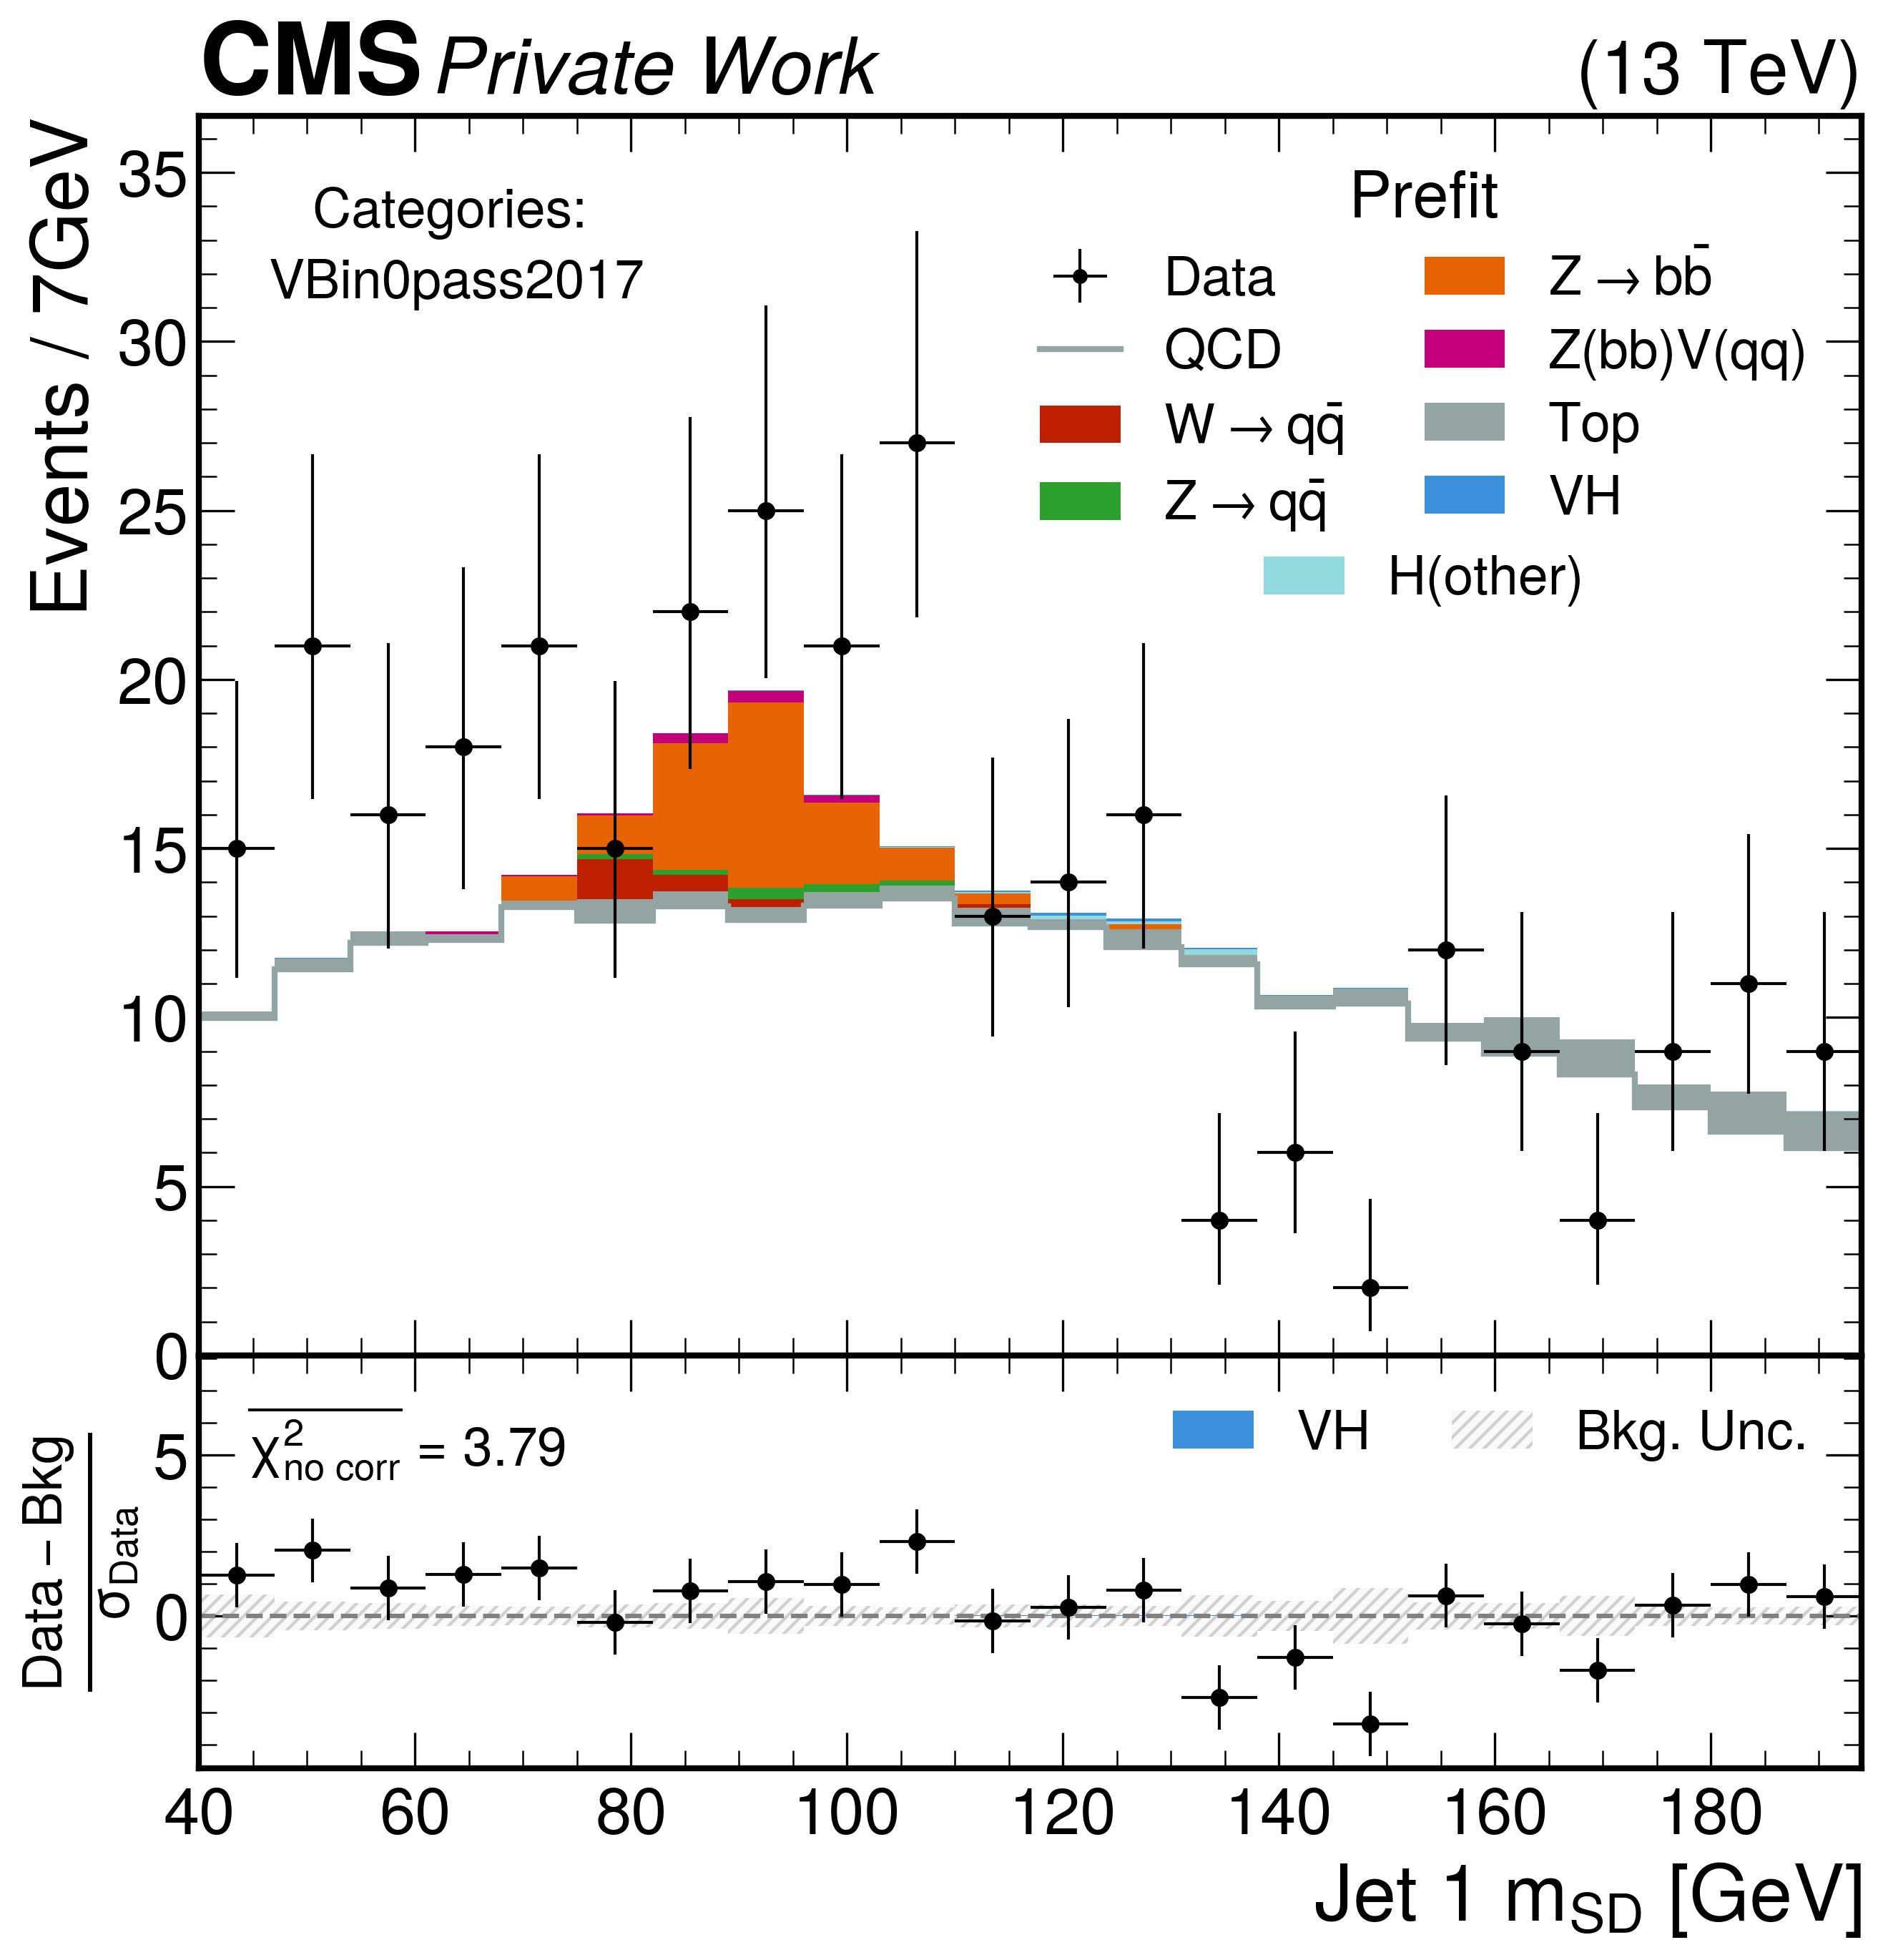 CMS Private Work (13 TeV)
Events / 7GeV
35
30
25
20
15
10
5
0
Categories:
VBin0pass2017
Prefit
Data
QCD
W → qq̄
Z → qq̄
Z → bb̄
Z(bb)V(qq)
Top
VH
H(other)
Data − Bkg
σData
5
0
χ²no corr = 3.79
VH
Bkg. Unc.
40 60 80 100 120 140 160 180
Jet 1 mSD [GeV]